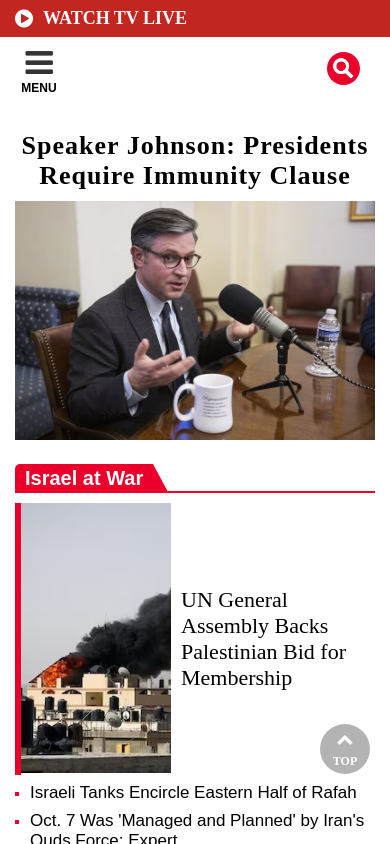 WATCH TV LIVE
MENU
Speaker Johnson: Presidents
Require Immunity Clause
Israel at War
UN General
Assembly Backs
Palestinian Bid for
Membership
TOP
Israeli Tanks Encircle Eastern Half of Rafah
Oct. 7 Was 'Managed and Planned' by Iran's
Quds Force: Expert